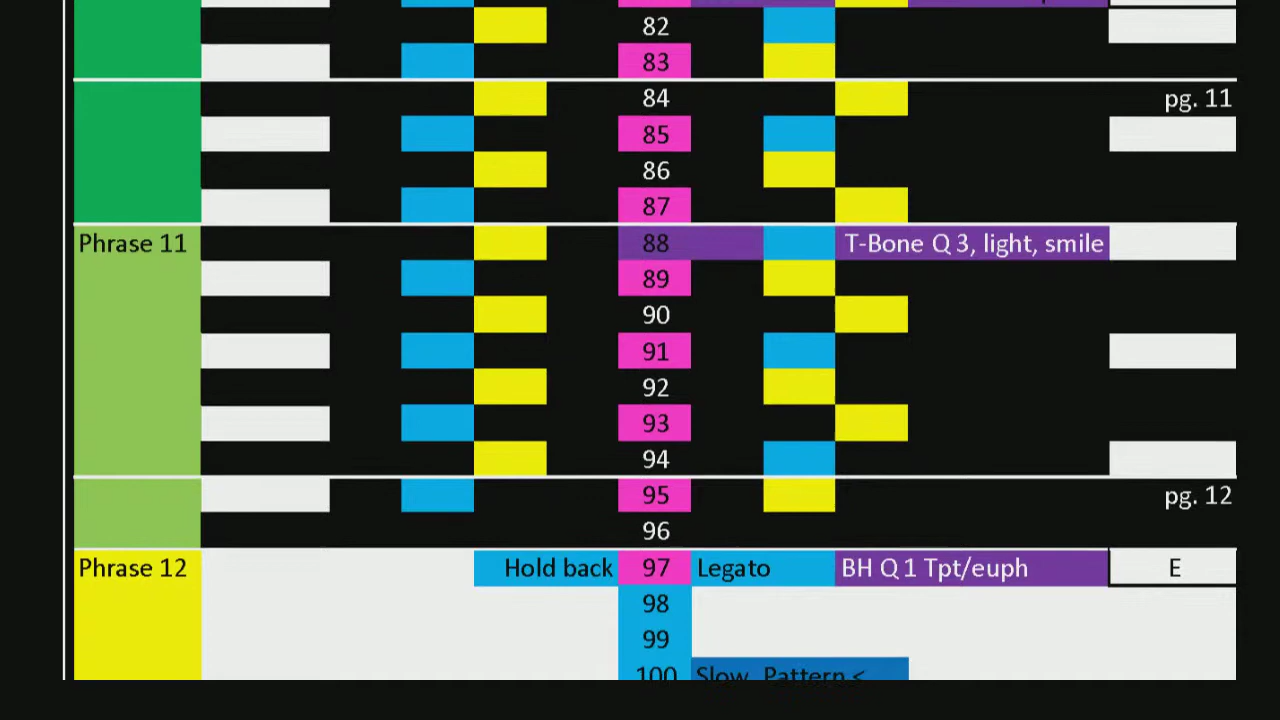 82
83
84 pg. 11
85
86
87
Phrase 11 88 T-Bone Q 3, light, smile
89
90
91
92
93
94
95 pg. 12
96
Phrase 12 Hold back 97 Legato BH Q 1 Tpt/euph E
98
99
100 Slow Pattern <